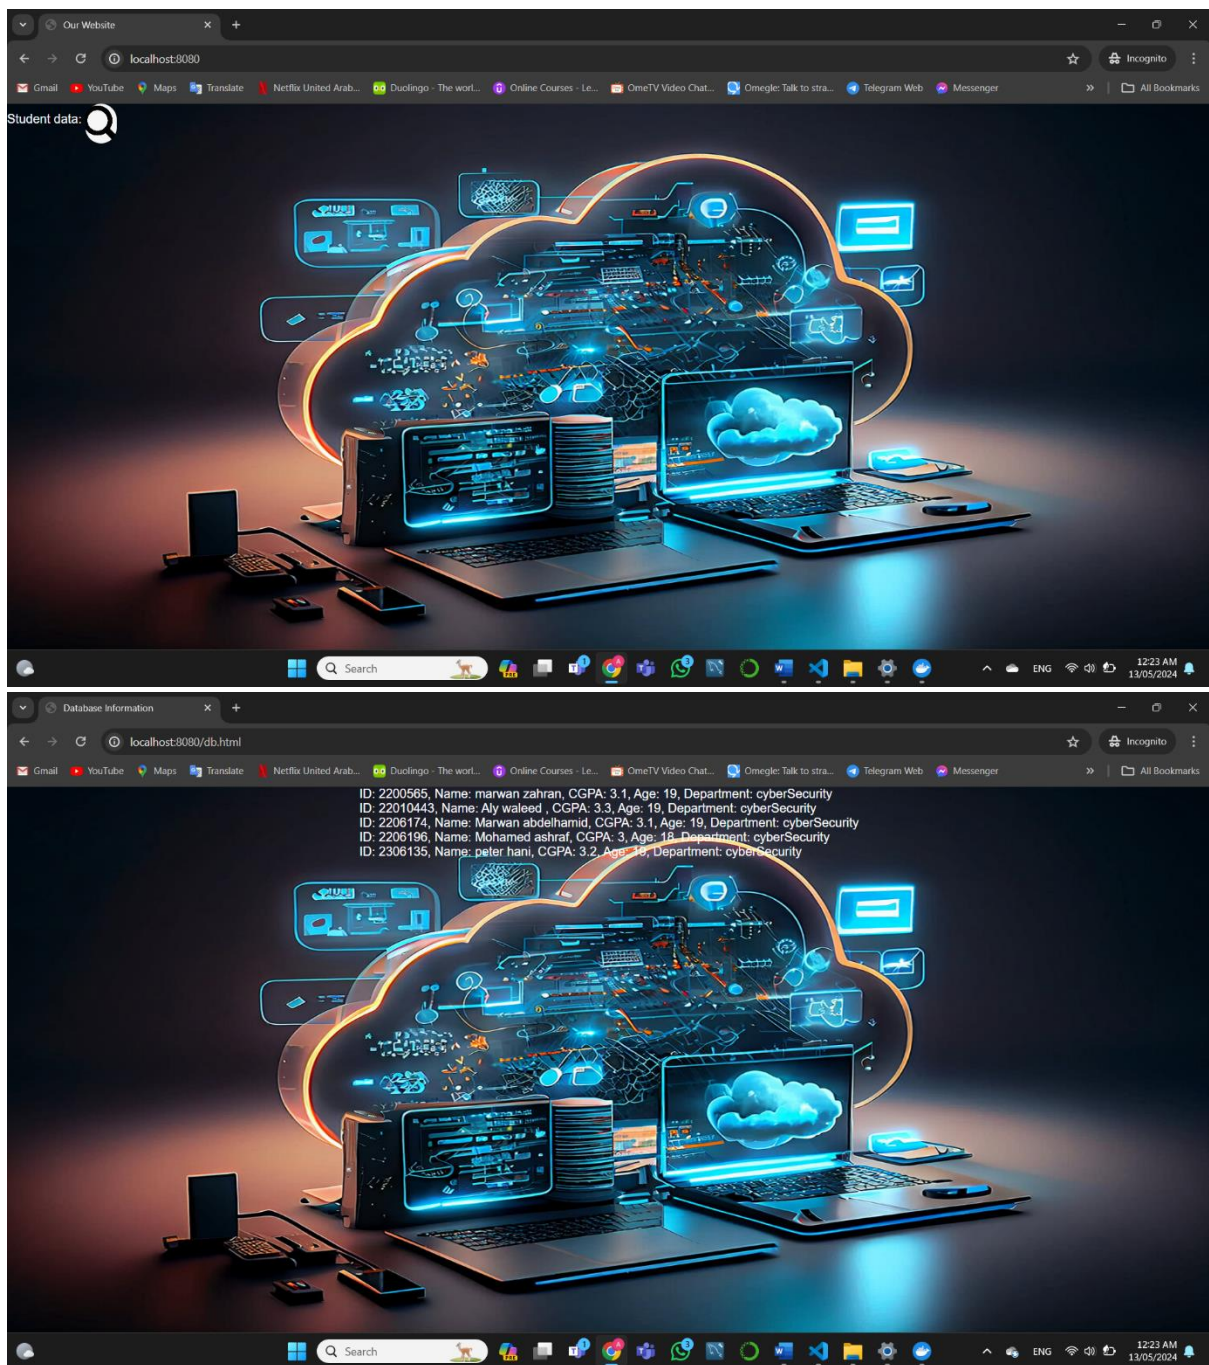 Our Website
localhost:8080
Incognito
Gmail YouTube Maps Translate Netflix United Arab... Duolingo - The worl... Online Courses - Le... OmeTV Video Chat... Omegle: Talk to stra... Telegram Web Messenger » All Bookmarks
Student data:
Search
PRE
1
A
3
ENG
12:23 AM
13/05/2024
Database Information
localhost:8080/db.html
Incognito
Gmail YouTube Maps Translate Netflix United Arab... Duolingo - The worl... Online Courses - Le... OmeTV Video Chat... Omegle: Talk to stra... Telegram Web Messenger » All Bookmarks
ID: 2200565, Name: marwan zahran, CGPA: 3.1, Age: 19, Department: cyberSecurity
ID: 22010443, Name: Aly waleed , CGPA: 3.3, Age: 19, Department: cyberSecurity
ID: 2206174, Name: Marwan abdelhamid, CGPA: 3.1, Age: 19, Department: cyberSecurity
ID: 2206196, Name: Mohamed ashraf, CGPA: 3, Age: 18, Department: cyberSecurity
ID: 2306135, Name: peter hani, CGPA: 3.2, Age: Department: cyberSecurity
Search
PRE
1
A
3
ENG
12:23 AM
13/05/2024